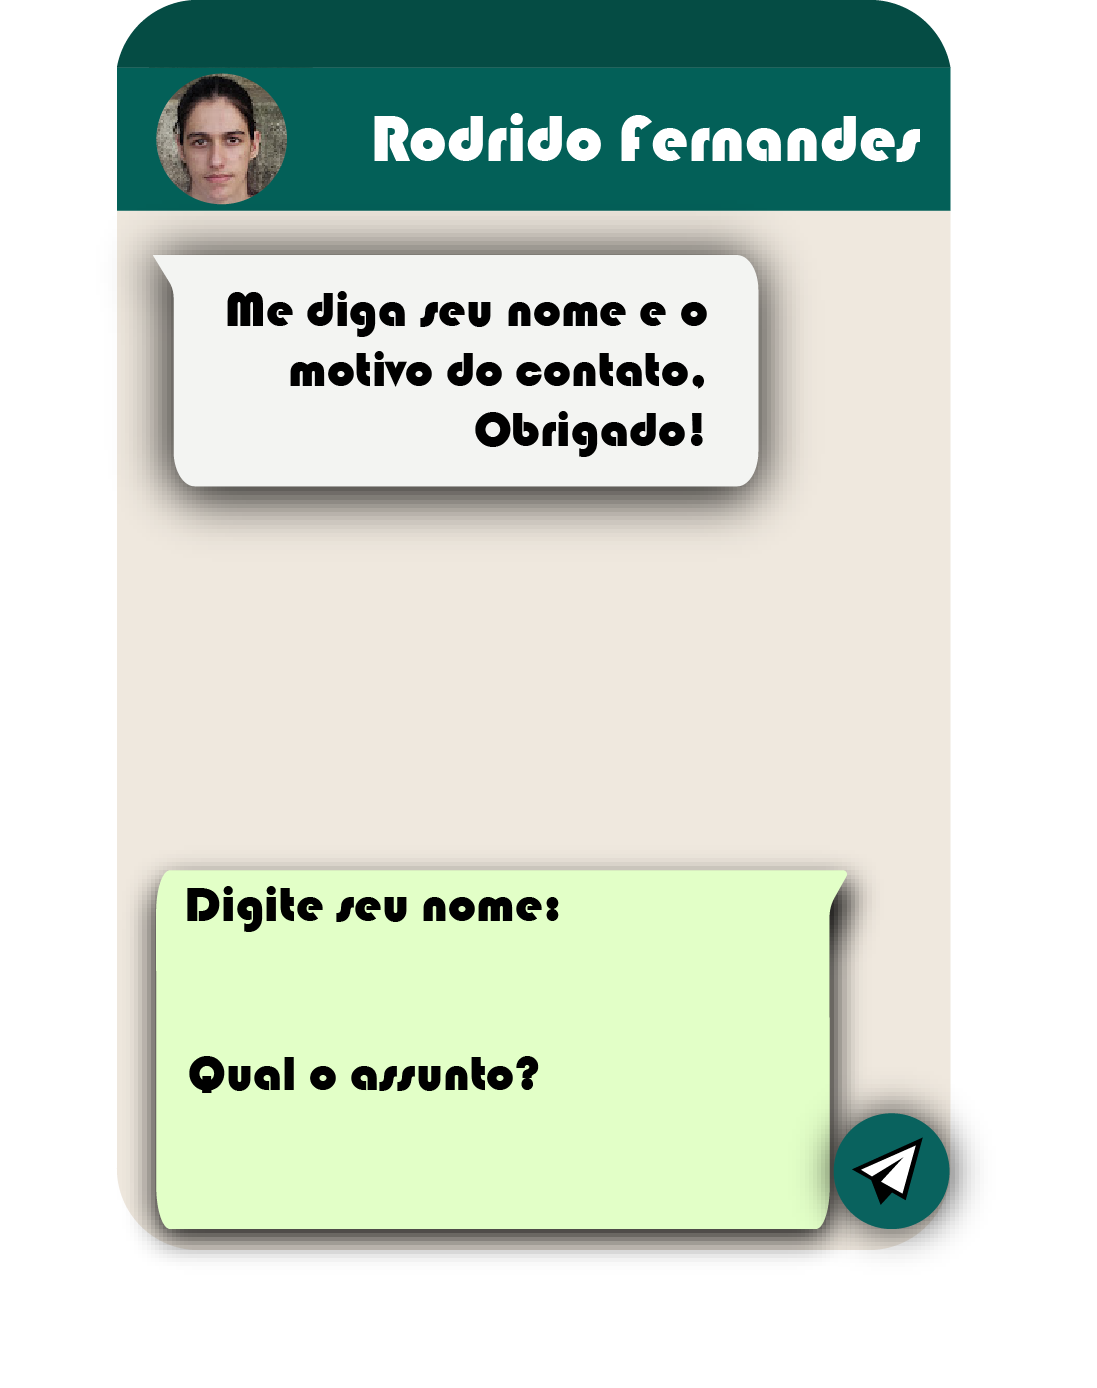 Rodrido Fernandes
Me diga seu nome e o
motivo do contato,
Obrigado!
Digite seu nome:
Qual o assunto?